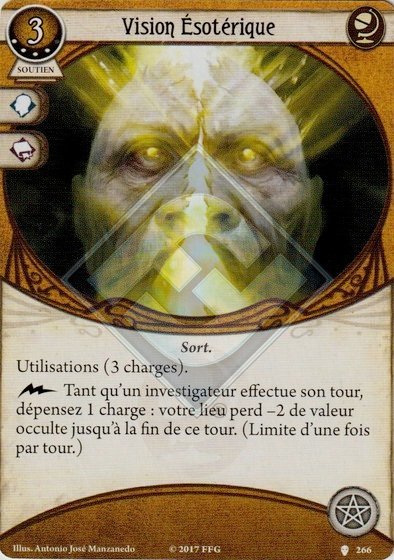 3
Vision Ésotérique
SOUTIEN
Sort.
Utilisations (3 charges).
Tant qu'un investigateur effectue son tour,
dépensez 1 charge : votre lieu perd –2 de valeur
occulte jusqu'à la fin de ce tour. (Limite d'une fois
par tour.)
Illus. Antonio José Manzanedo © 2017 FFG 266